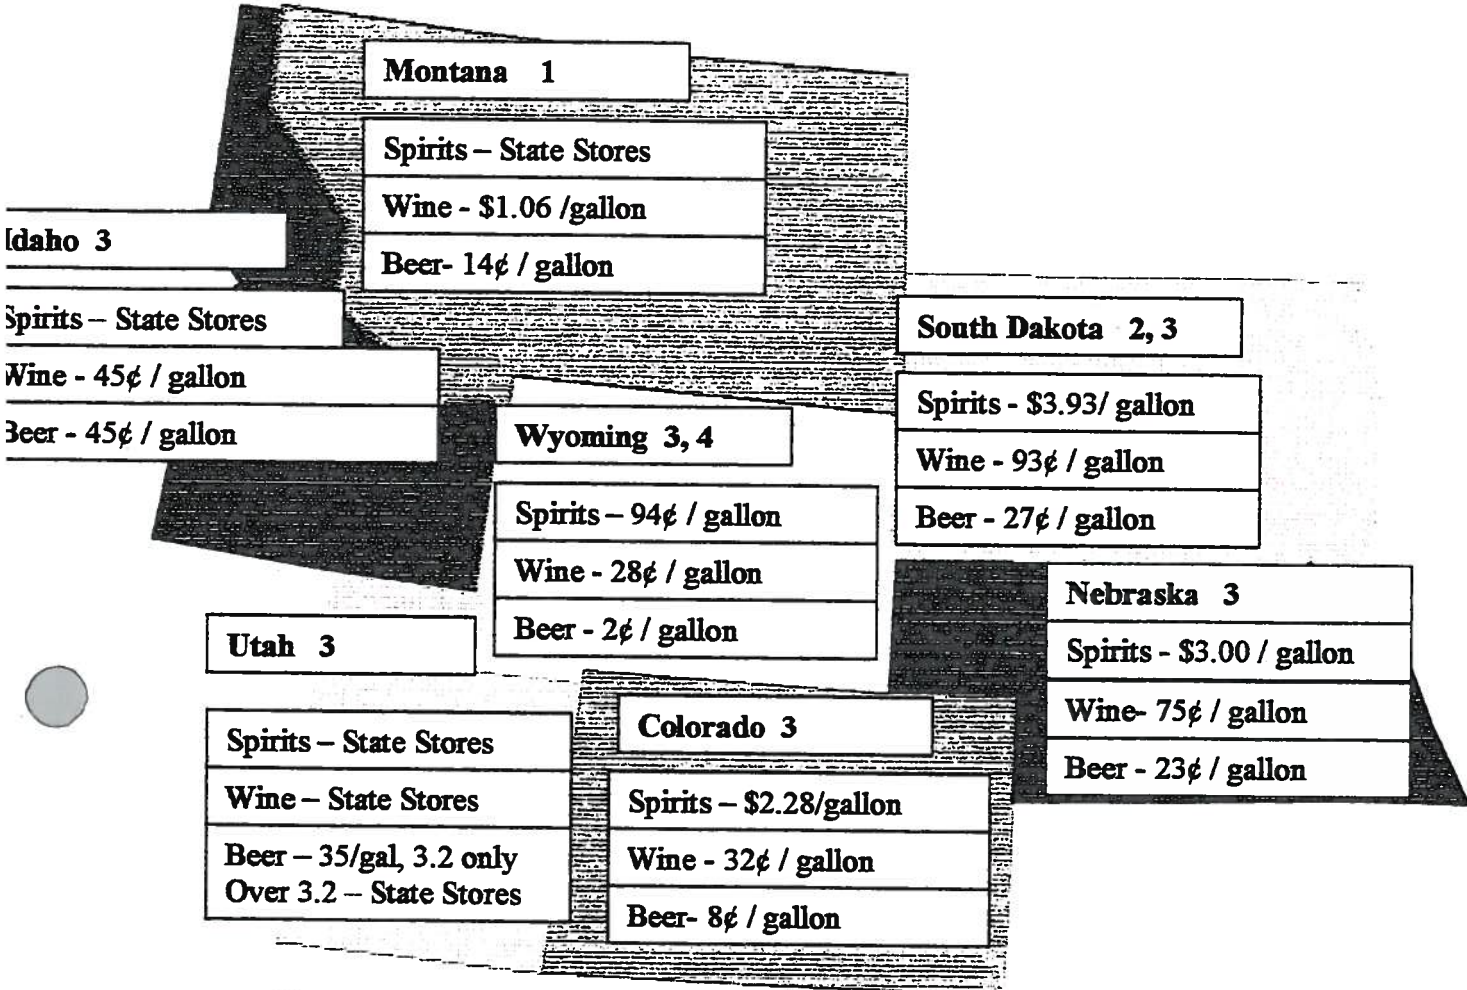 Montana 1
Spirits – State Stores
Wine - $1.06 /gallon
Beer- 14¢ / gallon
Idaho 3
Spirits – State Stores
Wine - 45¢ / gallon
Beer - 45¢ / gallon
South Dakota 2, 3
Spirits - $3.93/ gallon
Wine - 93¢ / gallon
Beer - 27¢ / gallon
Wyoming 3, 4
Spirits – 94¢ / gallon
Wine - 28¢ / gallon
Beer - 2¢ / gallon
Nebraska 3
Spirits - $3.00 / gallon
Wine- 75¢ / gallon
Beer - 23¢ / gallon
Utah 3
Spirits – State Stores
Wine – State Stores
Beer – 35/gal, 3.2 only
Over 3.2 – State Stores
Colorado 3
Spirits – $2.28/gallon
Wine - 32¢ / gallon
Beer- 8¢ / gallon